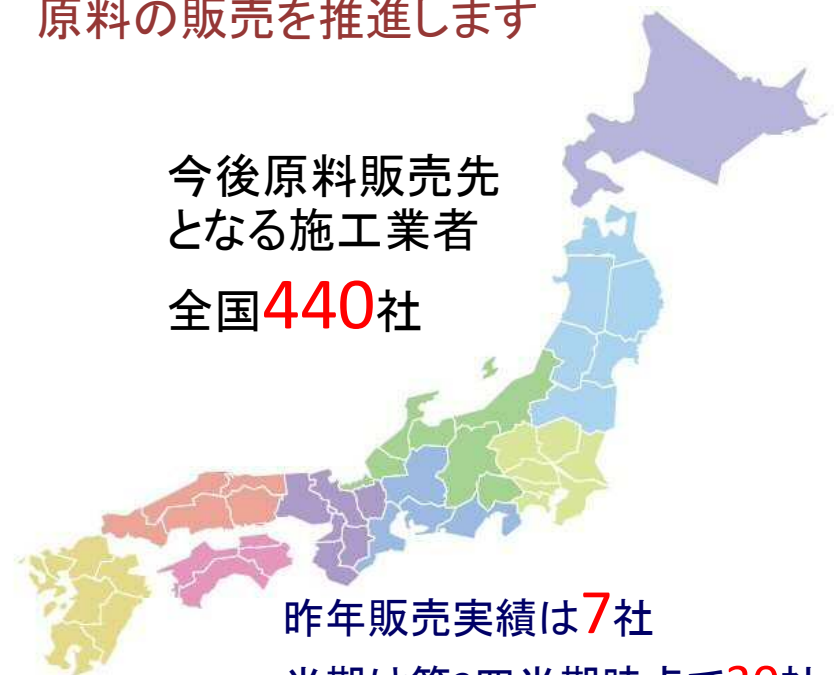 原料の販売を推進します
今後原料販売先
となる施工業者
全国440社
昨年販売実績は7社